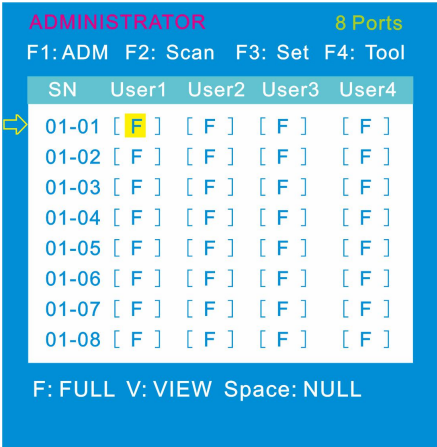 ADMINISTRATOR 8 Ports
F1: ADM F2: Scan F3: Set F4: Tool
SN User1 User2 User3 User4
01-01 [ F ] [ F ] [ F ] [ F ]
01-02 [ F ] [ F ] [ F ] [ F ]
01-03 [ F ] [ F ] [ F ] [ F ]
01-04 [ F ] [ F ] [ F ] [ F ]
01-05 [ F ] [ F ] [ F ] [ F ]
01-06 [ F ] [ F ] [ F ] [ F ]
01-07 [ F ] [ F ] [ F ] [ F ]
01-08 [ F ] [ F ] [ F ] [ F ]
F: FULL V: VIEW Space: NULL